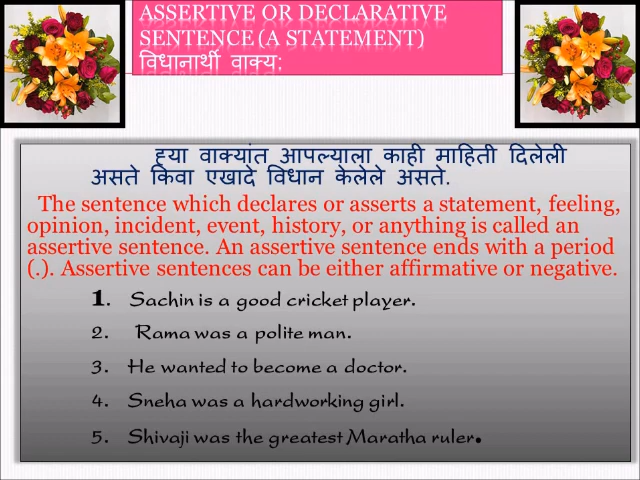 ASSERTIVE OR DECLARATIVE
SENTENCE (A STATEMENT)
विधानार्थी वाक्य:
ह्या वाक्यांत आपल्याला काही माहिती दिलेली
असते किंवा एखादे विधान केलेले असते.
The sentence which declares or asserts a statement, feeling,
opinion, incident, event, history, or anything is called an
assertive sentence. An assertive sentence ends with a period
(.). Assertive sentences can be either affirmative or negative.
1. Sachin is a good cricket player.
2. Rama was a polite man.
3. He wanted to become a doctor.
4. Sneha was a hardworking girl.
5. Shivaji was the greatest Maratha ruler.